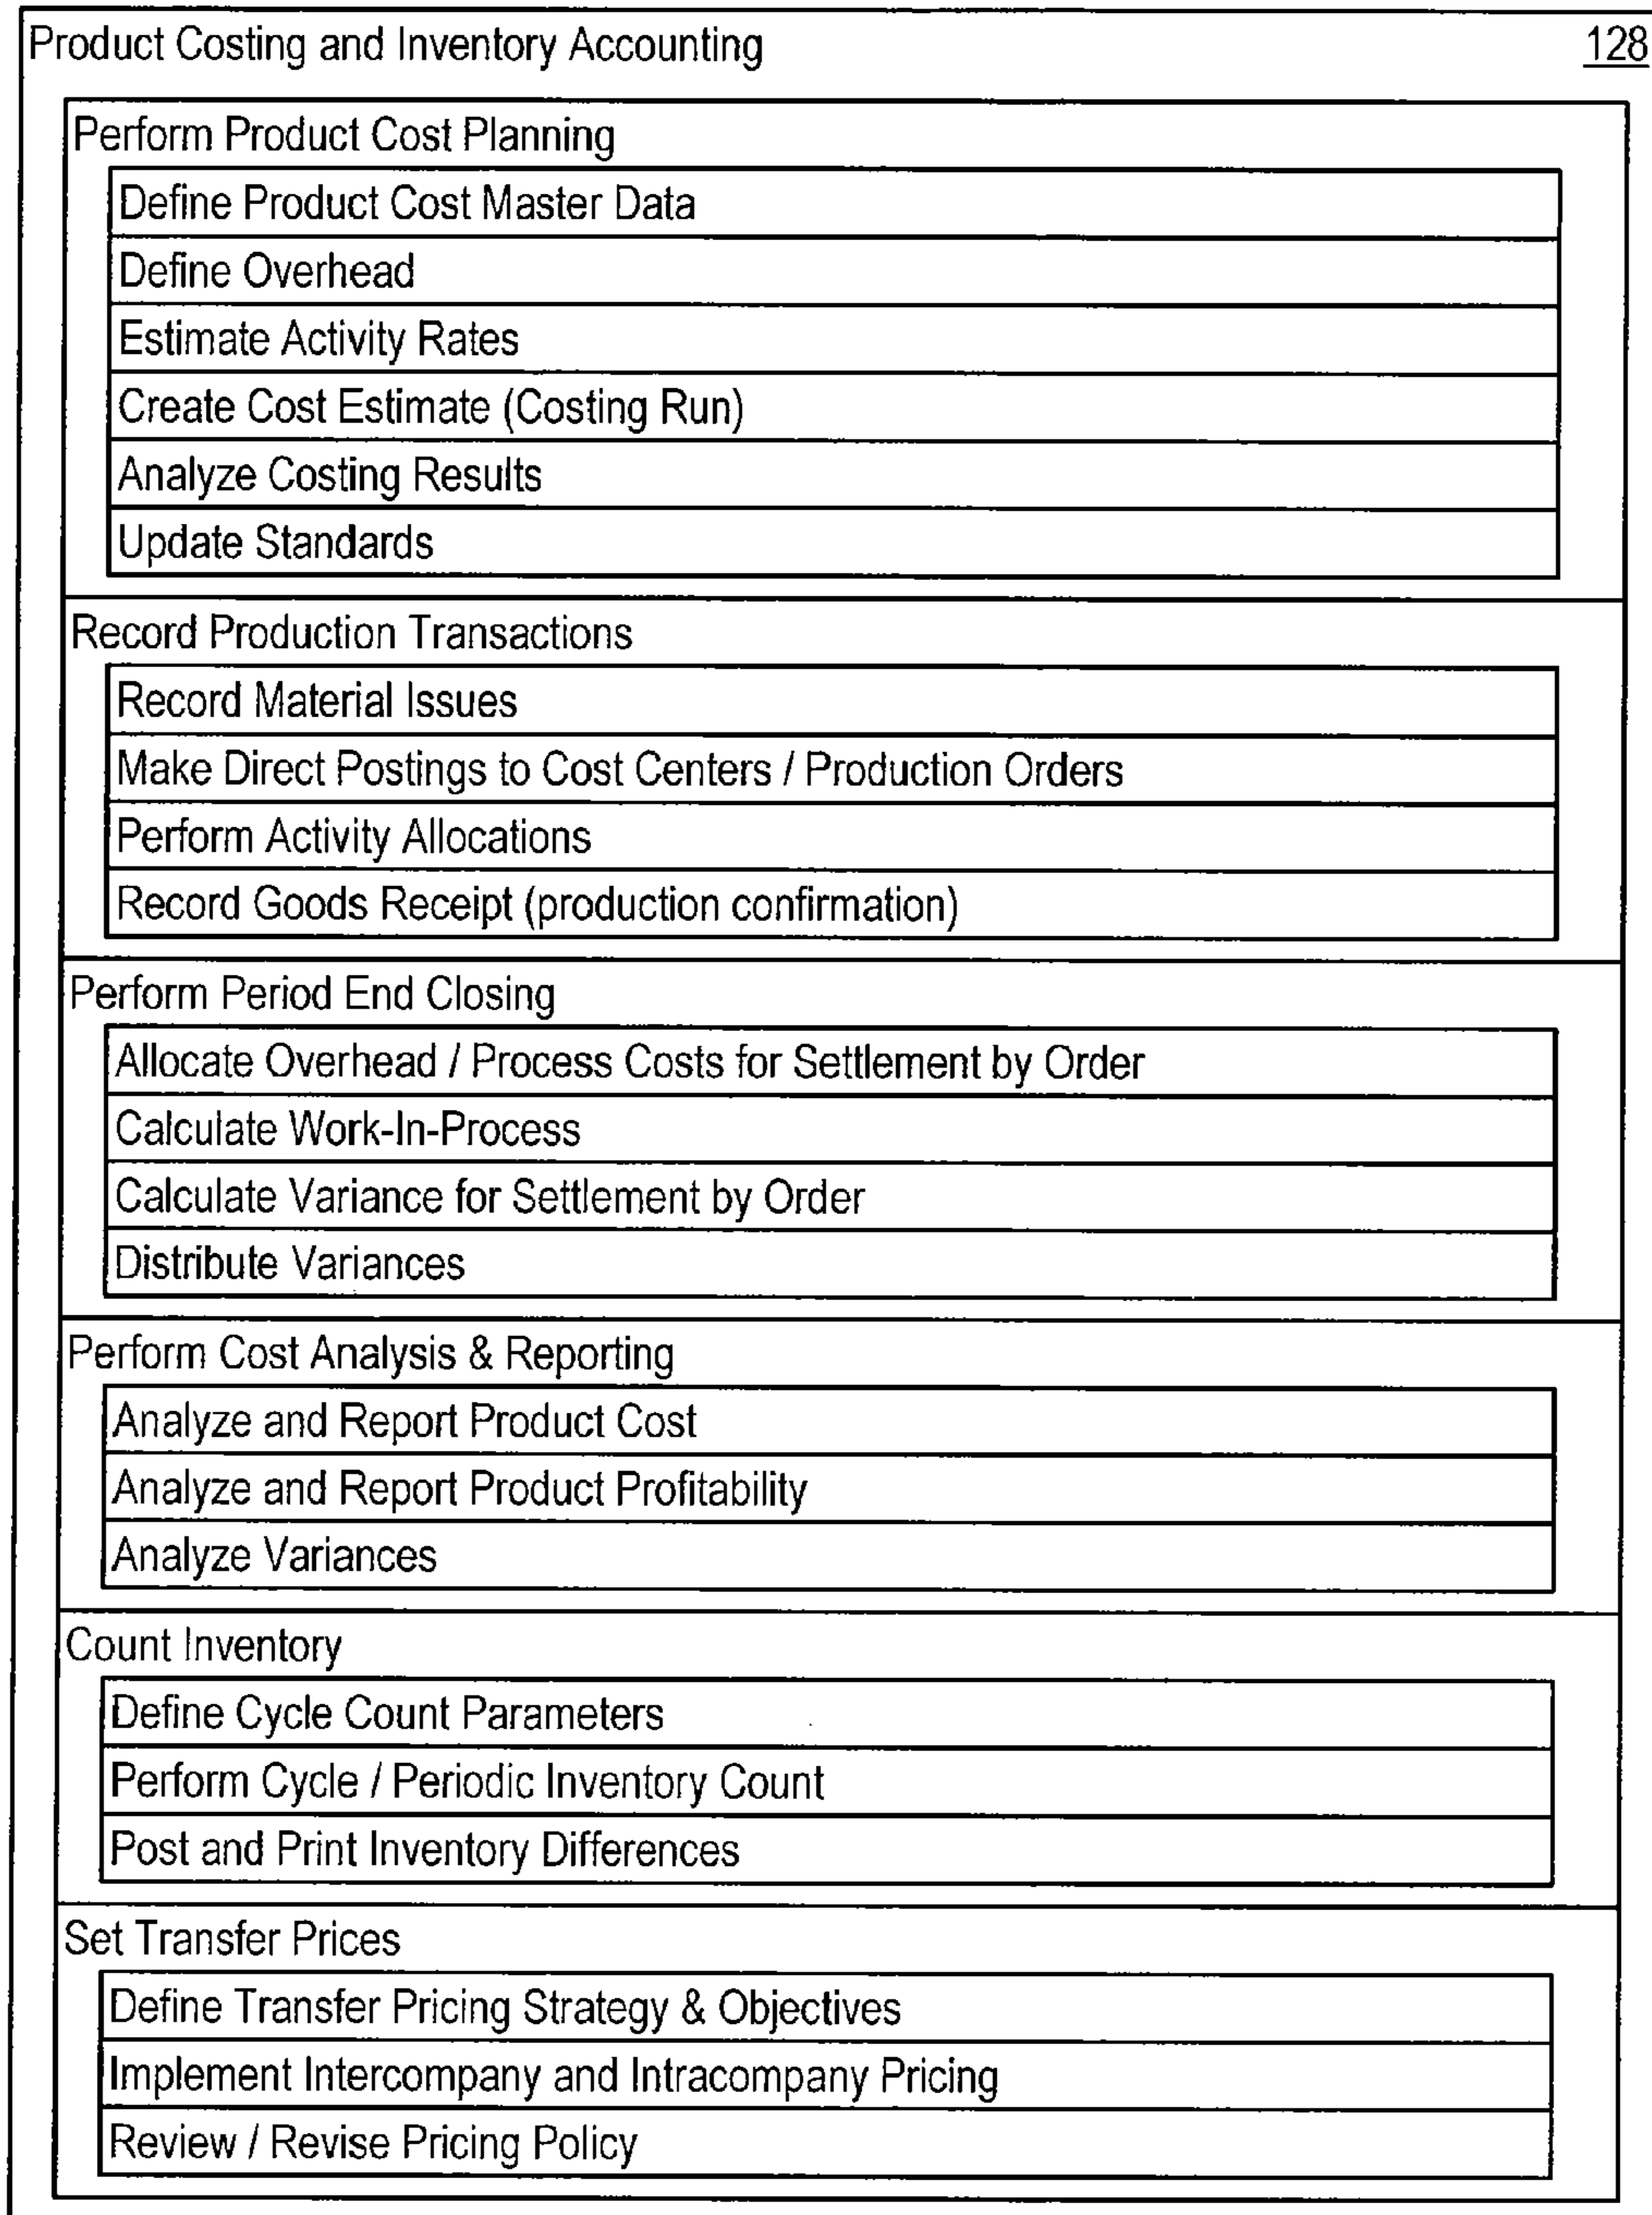 Product Costing and Inventory Accounting 128
Perform Product Cost Planning
Define Product Cost Master Data
Define Overhead
Estimate Activity Rates
Create Cost Estimate (Costing Run)
Analyze Costing Results
Update Standards
Record Production Transactions
Record Material Issues
Make Direct Postings to Cost Centers / Production Orders
Perform Activity Allocations
Record Goods Receipt (production confirmation)
Perform Period End Closing
Allocate Overhead / Process Costs for Settlement by Order
Calculate Work-In-Process
Calculate Variance for Settlement by Order
Distribute Variances
Perform Cost Analysis & Reporting
Analyze and Report Product Cost
Analyze and Report Product Profitability
Analyze Variances
Count Inventory
Define Cycle Count Parameters
Perform Cycle / Periodic Inventory Count
Post and Print Inventory Differences
Set Transfer Prices
Define Transfer Pricing Strategy & Objectives
Implement Intercompany and Intracompany Pricing
Review / Revise Pricing Policy